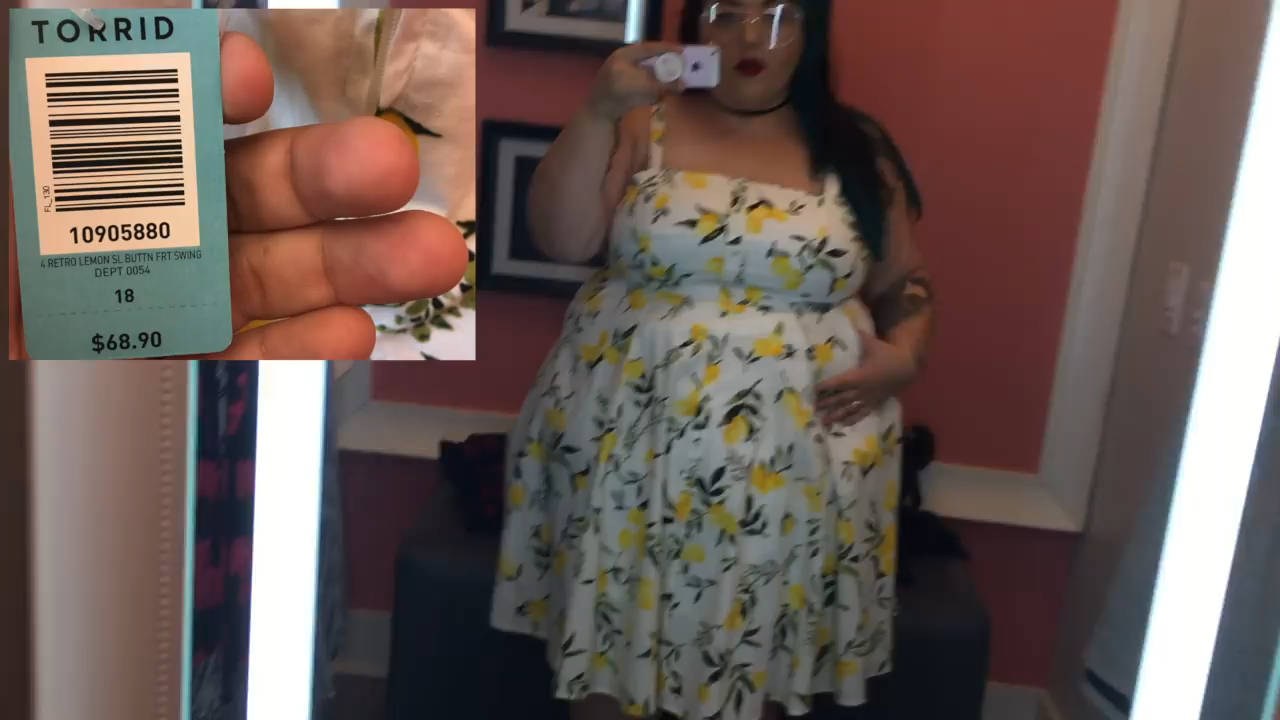 TORRID
FL_130
10905880
4 RETRO LEMON SL BUTTN FRT SWING
DEPT 0054
18
$68.90